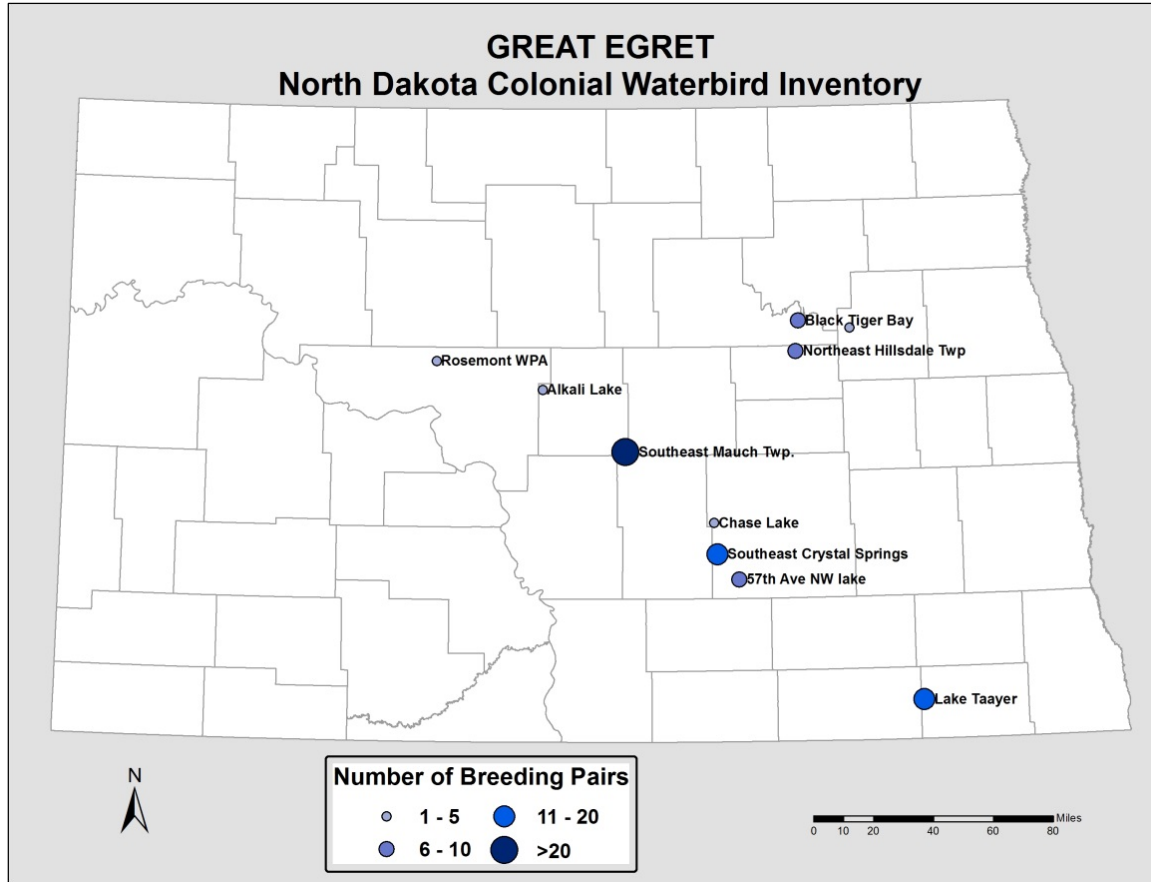 GREAT EGRET
North Dakota Colonial Waterbird Inventory
Black Tiger Bay
Northeast Hillsdale Twp
Rosemont WPA
Alkali Lake
Southeast Mauch Twp.
Chase Lake
Southeast Crystal Springs
57th Ave NW lake
Lake Taayer
N
Number of Breeding Pairs
1 - 5
11 - 20
6 - 10
>20
Miles
0 10 20 40 60 80